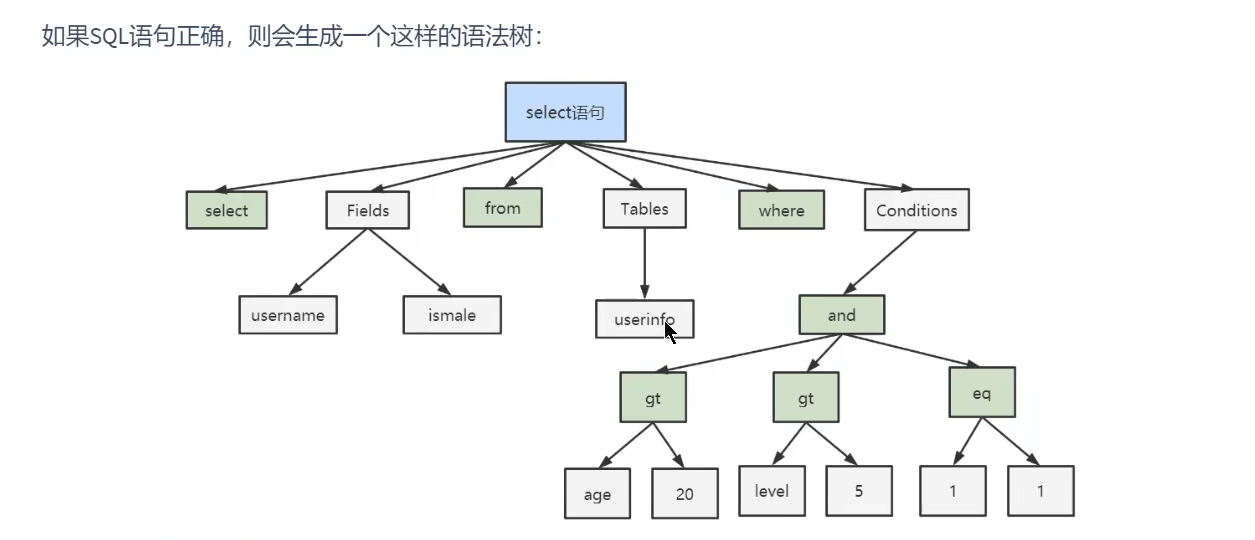 如果SQL语句正确，则会生成一个这样的语法树：
select语句
select
Fields
from
Tables
where
Conditions
username
ismale
userinfo
and
gt
gt
eq
age
20
level
5
1
1